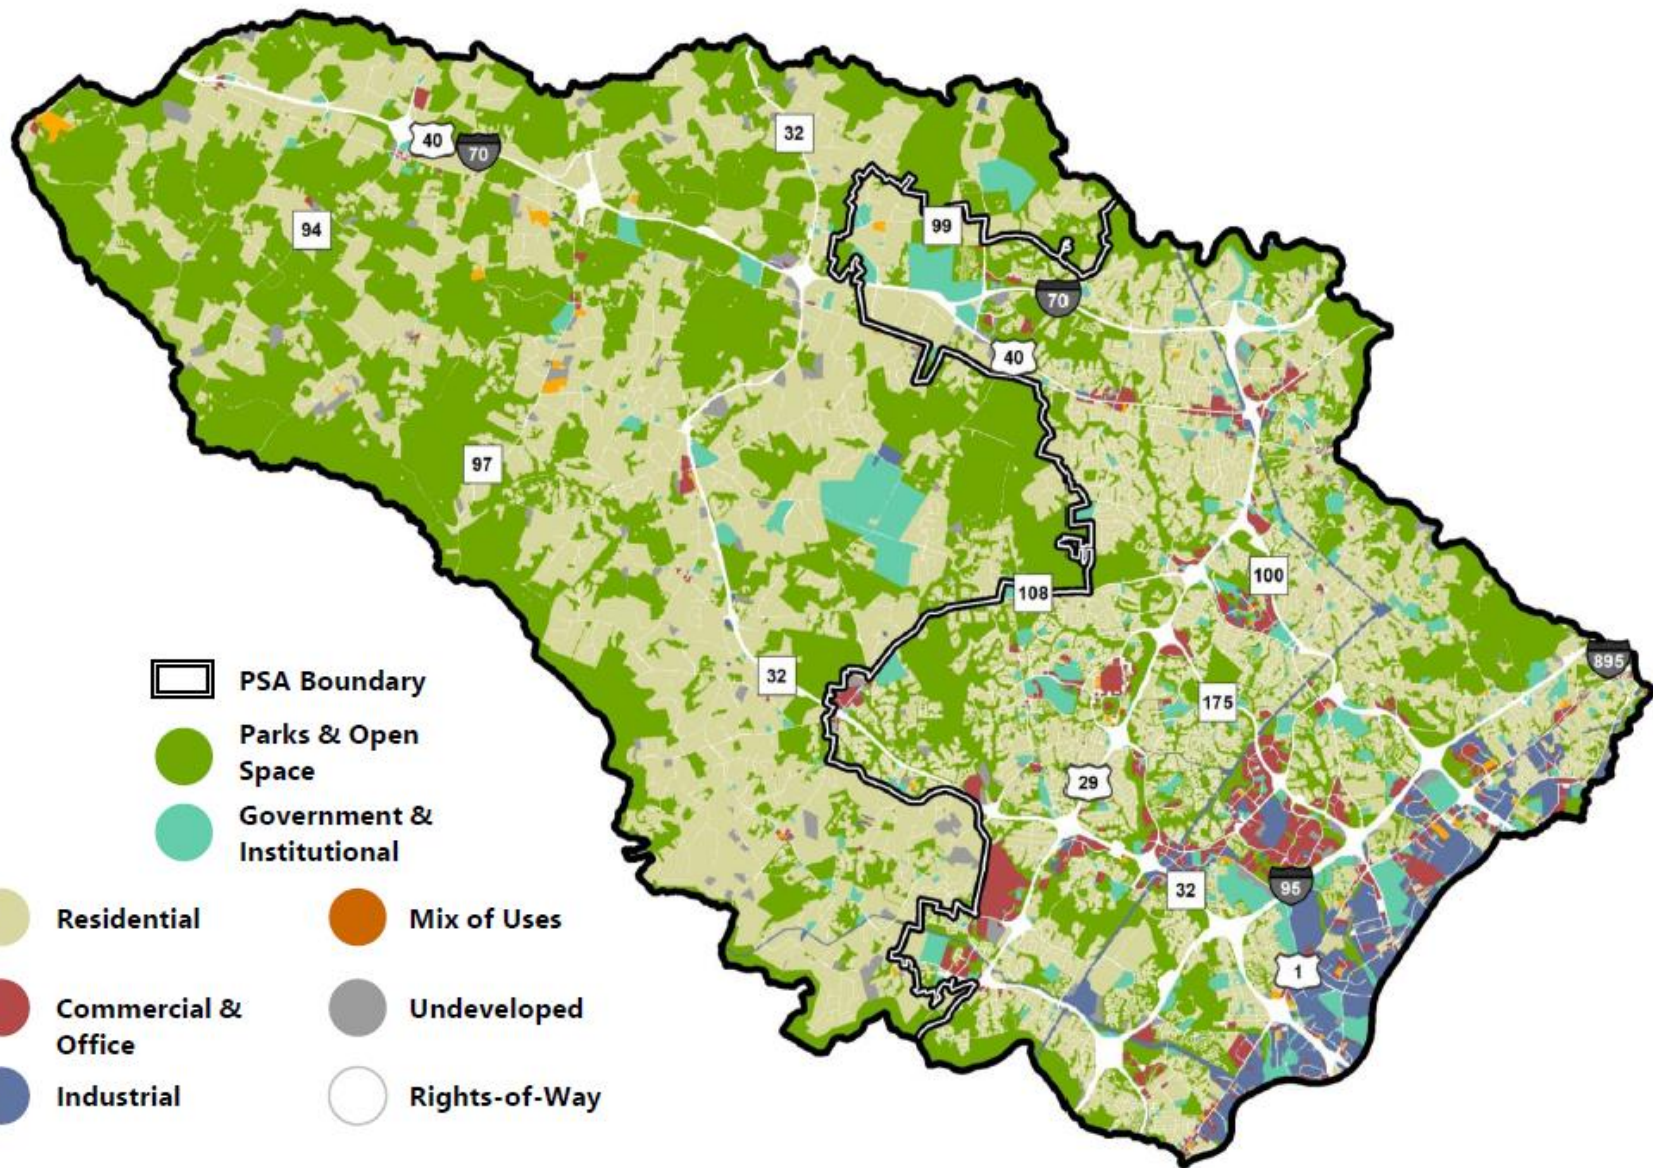 32
40
70
94
99
70
40
97
100
108
895
32
175
29
32
95
1
PSA Boundary
Parks & Open
Space
Government &
Institutional
Residential
Mix of Uses
Commercial &
Office
Undeveloped
Industrial
Rights-of-Way